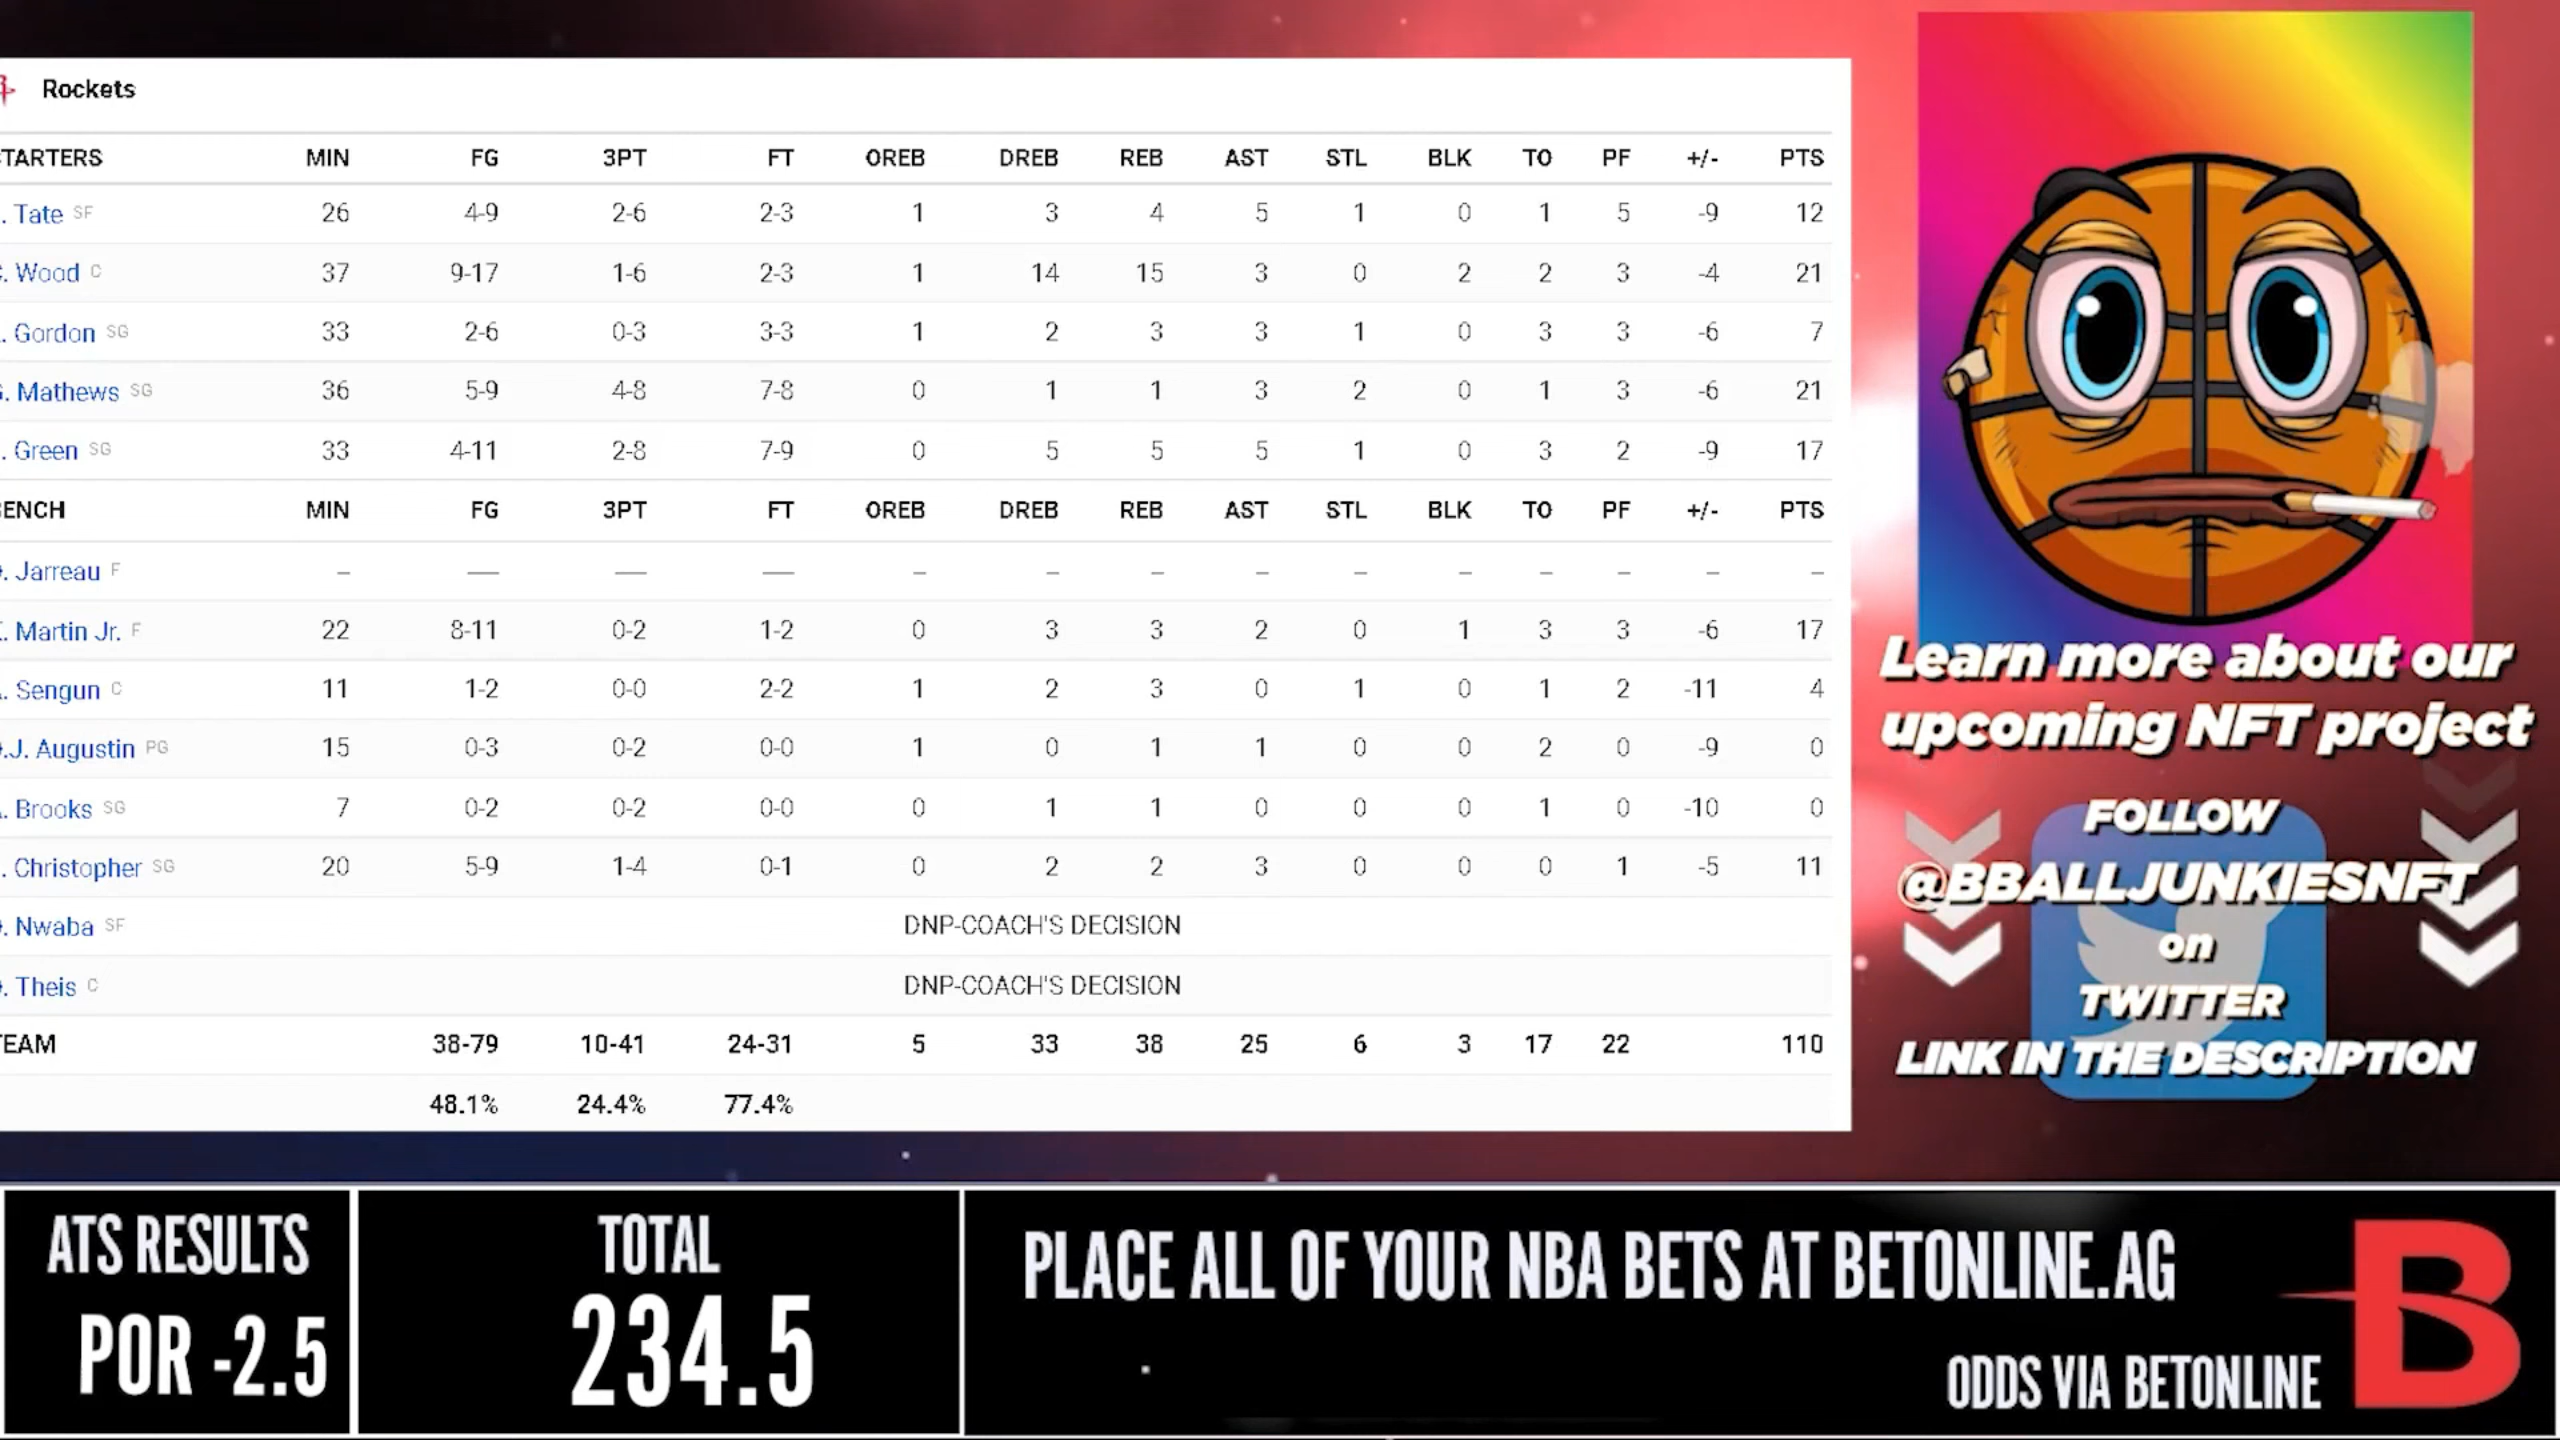 Rockets
TARTERS MIN FG 3PT FT OREB DREB REB AST STL BLK TO PF +/- PTS
. Tate SF 26 4-9 2-6 2-3 1 3 4 5 1 0 1 5 -9 12
. Wood C 37 9-17 1-6 2-3 1 14 15 3 0 2 2 3 -4 21
. Gordon SG 33 2-6 0-3 3-3 1 2 3 3 1 0 3 3 -6 7
. Mathews SG 36 5-9 4-8 7-8 0 1 1 3 2 0 1 3 -6 21
. Green SG 33 4-11 2-8 7-9 0 5 5 5 1 0 3 2 -9 17
ENCH MIN FG 3PT FT OREB DREB REB AST STL BLK TO PF +/- PTS
. Jarreau F – — — — – – – – – – – – – –
. Martin Jr. F 22 8-11 0-2 1-2 0 3 3 2 0 1 3 3 -6 17
. Sengun C 11 1-2 0-0 2-2 1 2 3 0 1 0 1 2 -11 4
.J. Augustin PG 15 0-3 0-2 0-0 1 0 1 1 0 0 2 0 -9 0
. Brooks SG 7 0-2 0-2 0-0 0 1 1 0 0 0 1 0 -10 0
. Christopher SG 20 5-9 1-4 0-1 0 2 2 3 0 0 0 1 -5 11
. Nwaba SF DNP-COACH'S DECISION
. Theis C DNP-COACH'S DECISION
EAM 38-79 10-41 24-31 5 33 38 25 6 3 17 22 110
48.1% 24.4% 77.4%
Learn more about our
upcoming NFT project
FOLLOW
@BBALLJUNKIESNFT
on
TWITTER
LINK IN THE DESCRIPTION
ATS RESULTS
POR -2.5
TOTAL
234.5
PLACE ALL OF YOUR NBA BETS AT BETONLINE.AG
ODDS VIA BETONLINE
B